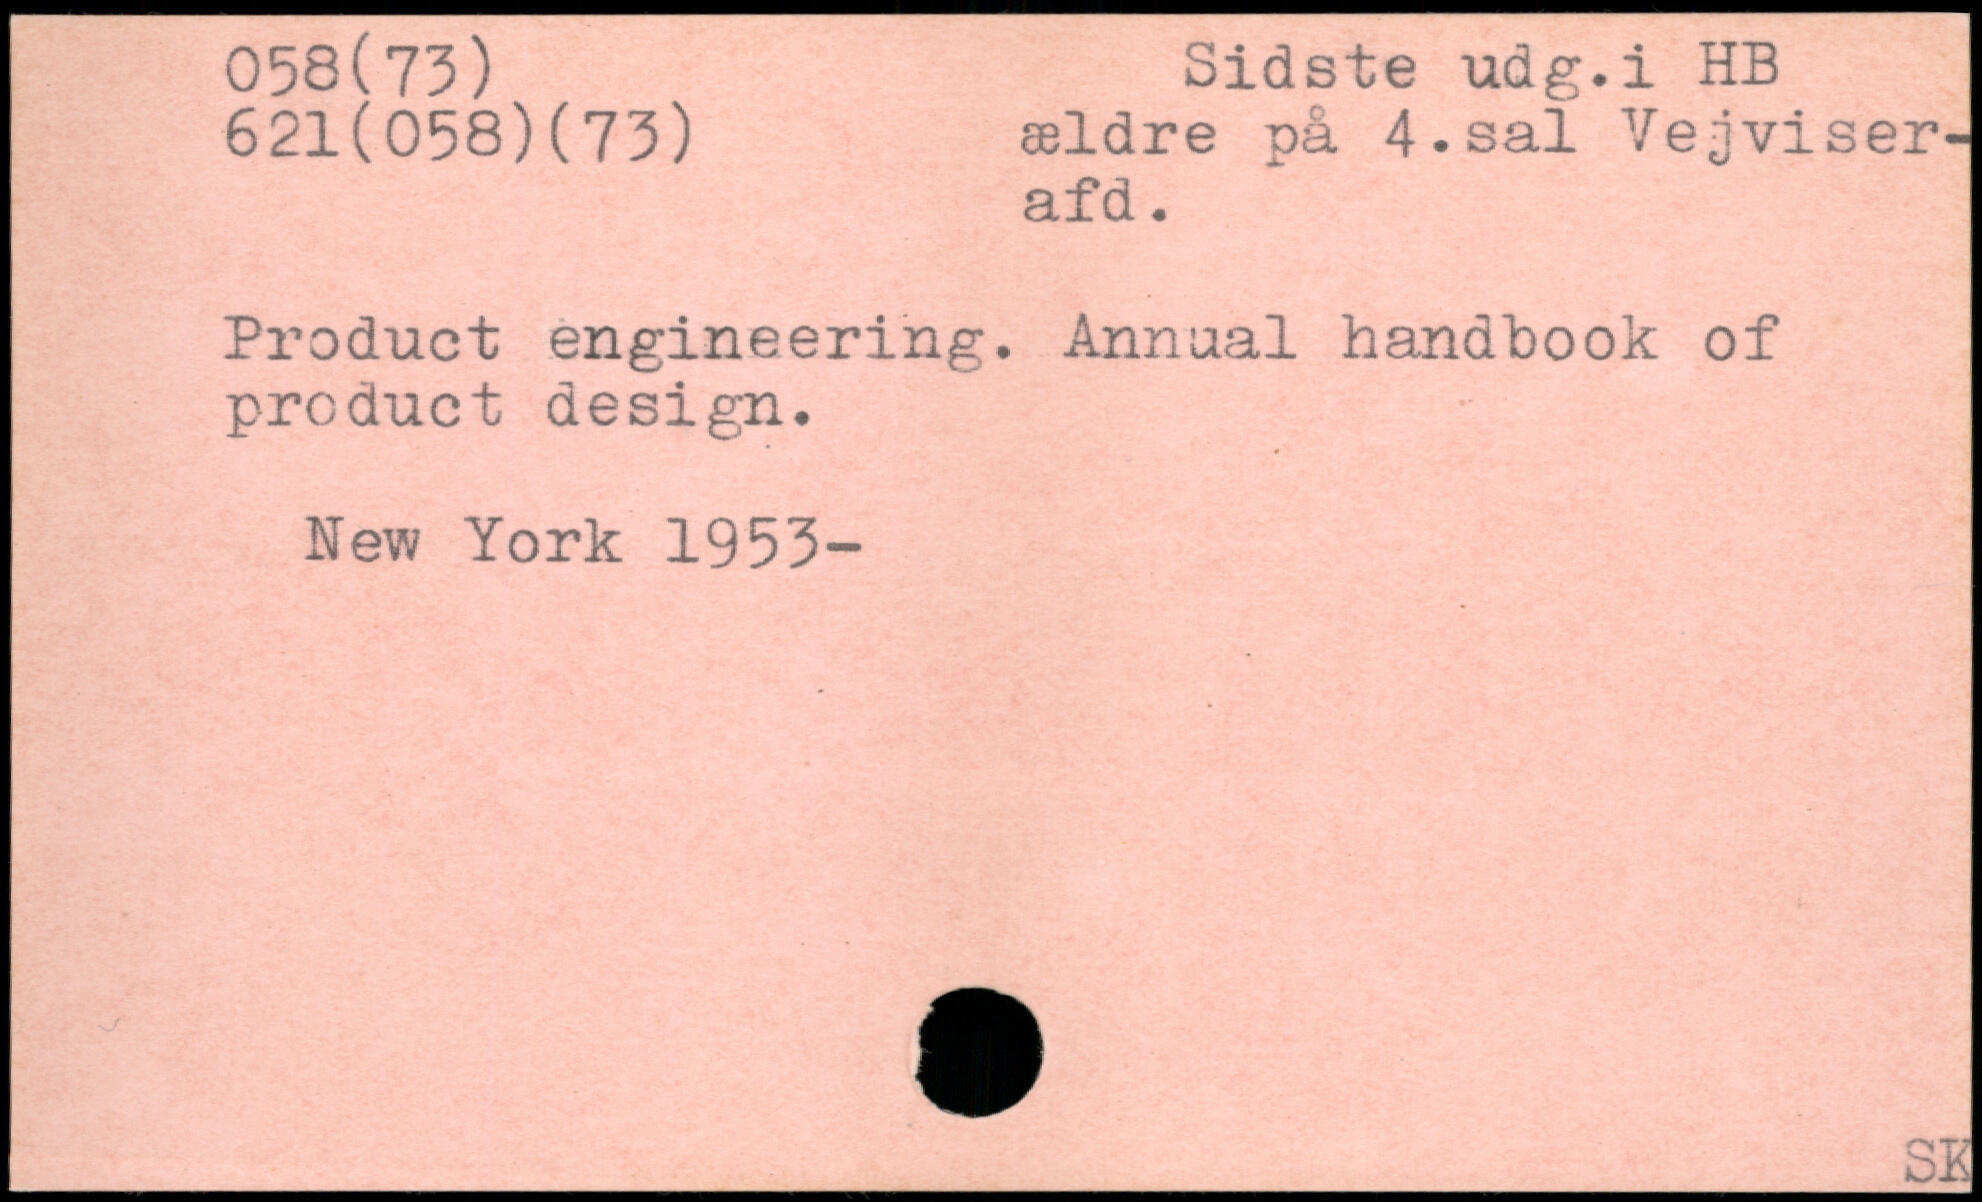 058(73)
621(058)(73)
Sidste udg.i HB
ældre på 4.sal Vejviser-
afd.
Product engineering. Annual handbook of
product design.
New York 1953-
SK